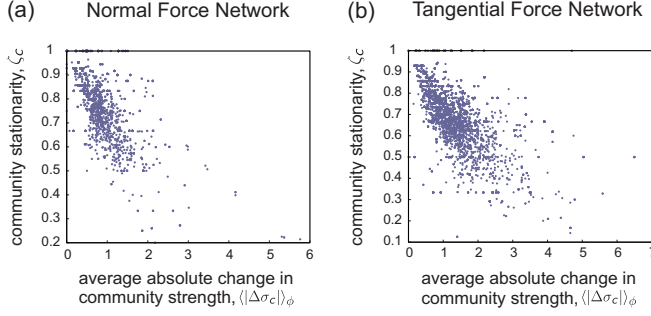 (a) Normal Force Network
community stationarity, ζc
1
0.9
0.8
0.7
0.6
0.5
0.4
0.3
0.2
0 1 2 3 4 5 6
average absolute change in
community strength, ⟨|Δσc|⟩ϕ
(b) Tangential Force Network
community stationarity, ζc
1
0.9
0.8
0.7
0.6
0.5
0.4
0.3
0.2
0.1
0 1 2 3 4 5 6 7
average absolute change in
community strength, ⟨|Δσc|⟩ϕ